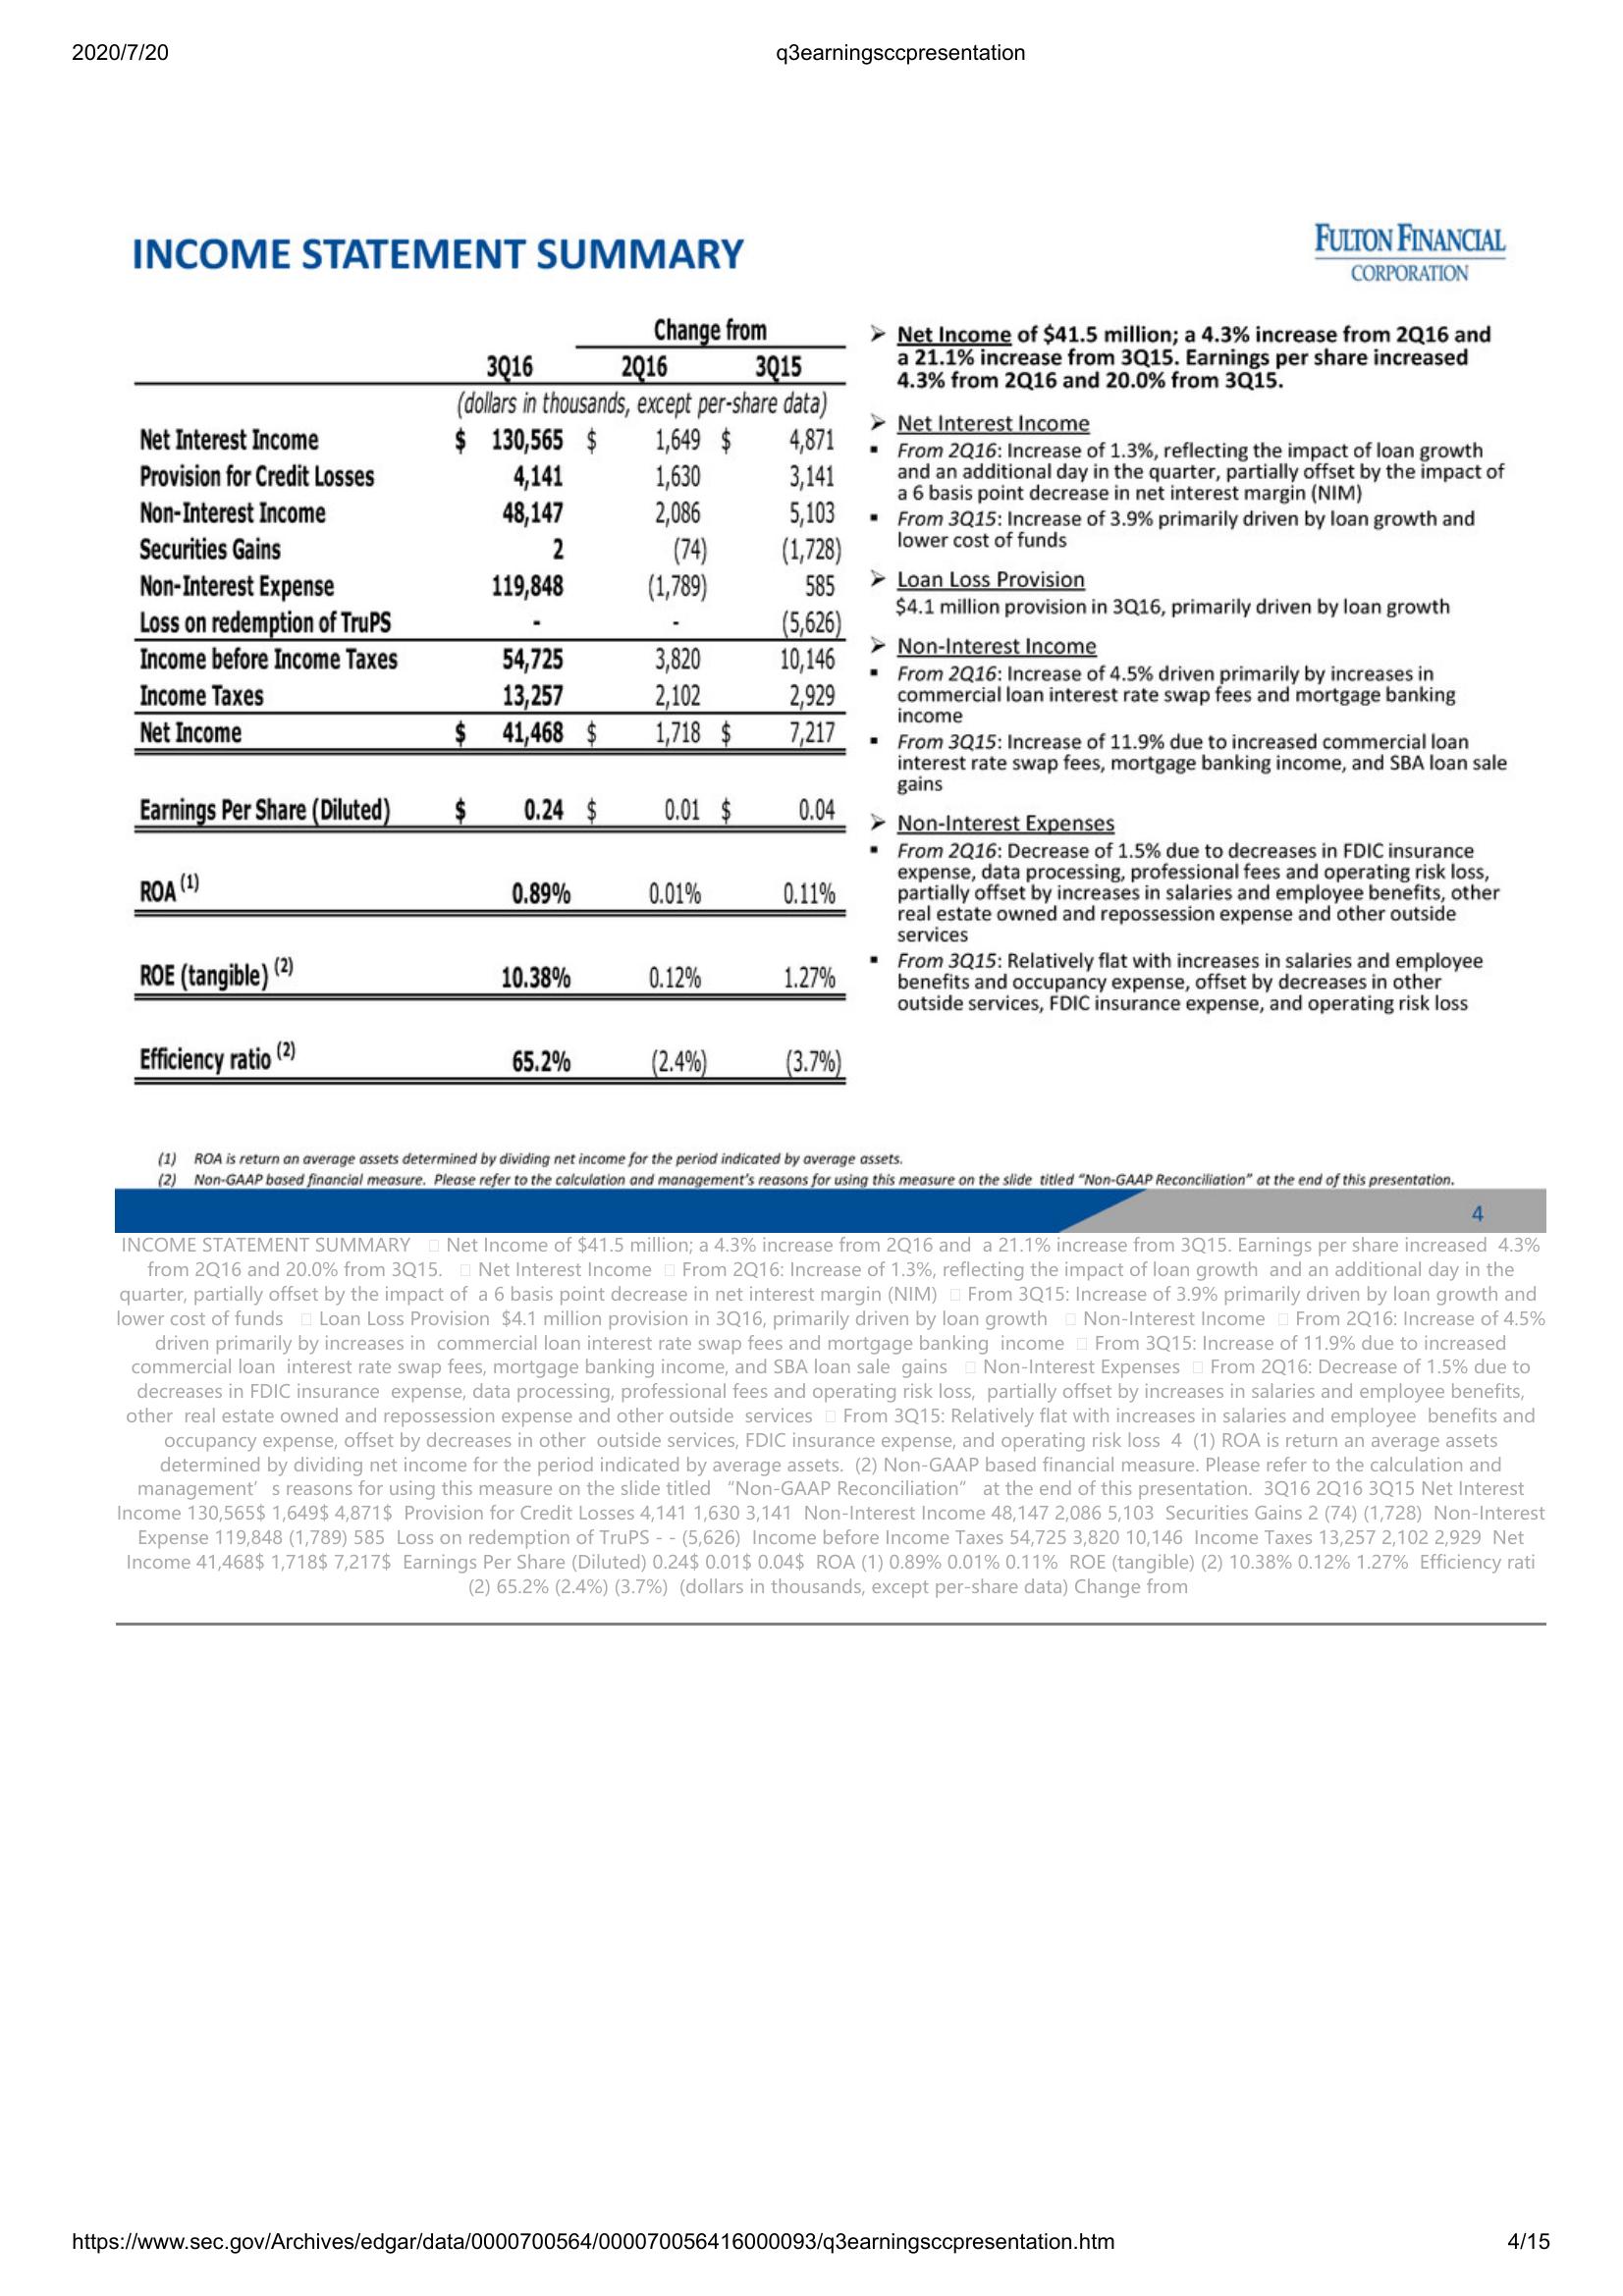 2020/7/20 q3earningsccpresentation
INCOME STATEMENT SUMMARY
FULTON FINANCIAL
CORPORATION
Change from
3Q16 2Q16 3Q15
(dollars in thousands, except per-share data)
Net Interest Income $ 130,565 $ 1,649 $ 4,871
Provision for Credit Losses 4,141 1,630 3,141
Non-Interest Income 48,147 2,086 5,103
Securities Gains 2 (74) (1,728)
Non-Interest Expense 119,848 (1,789) 585
Loss on redemption of TruPS - - (5,626)
Income before Income Taxes 54,725 3,820 10,146
Income Taxes 13,257 2,102 2,929
Net Income $ 41,468 $ 1,718 $ 7,217
Earnings Per Share (Diluted) $ 0.24 $ 0.01 $ 0.04
ROA (1) 0.89% 0.01% 0.11%
ROE (tangible) (2) 10.38% 0.12% 1.27%
Efficiency ratio (2) 65.2% (2.4%) (3.7%)
➢ Net Income of $41.5 million; a 4.3% increase from 2Q16 and
a 21.1% increase from 3Q15. Earnings per share increased
4.3% from 2Q16 and 20.0% from 3Q15.
➢ Net Interest Income
▪ From 2Q16: Increase of 1.3%, reflecting the impact of loan growth
and an additional day in the quarter, partially offset by the impact of
a 6 basis point decrease in net interest margin (NIM)
▪ From 3Q15: Increase of 3.9% primarily driven by loan growth and
lower cost of funds
➢ Loan Loss Provision
$4.1 million provision in 3Q16, primarily driven by loan growth
➢ Non-Interest Income
▪ From 2Q16: Increase of 4.5% driven primarily by increases in
commercial loan interest rate swap fees and mortgage banking
income
▪ From 3Q15: Increase of 11.9% due to increased commercial loan
interest rate swap fees, mortgage banking income, and SBA loan sale
gains
➢ Non-Interest Expenses
▪ From 2Q16: Decrease of 1.5% due to decreases in FDIC insurance
expense, data processing, professional fees and operating risk loss,
partially offset by increases in salaries and employee benefits, other
real estate owned and repossession expense and other outside
services
▪ From 3Q15: Relatively flat with increases in salaries and employee
benefits and occupancy expense, offset by decreases in other
outside services, FDIC insurance expense, and operating risk loss
(1) ROA is return an average assets determined by dividing net income for the period indicated by average assets.
(2) Non-GAAP based financial measure. Please refer to the calculation and management's reasons for using this measure on the slide titled “Non-GAAP Reconciliation” at the end of this presentation.
4
INCOME STATEMENT SUMMARY  Net Income of $41.5 million; a 4.3% increase from 2Q16 and a 21.1% increase from 3Q15. Earnings per share increased 4.3%
from 2Q16 and 20.0% from 3Q15.  Net Interest Income  From 2Q16: Increase of 1.3%, reflecting the impact of loan growth and an additional day in the
quarter, partially offset by the impact of a 6 basis point decrease in net interest margin (NIM)  From 3Q15: Increase of 3.9% primarily driven by loan growth and
lower cost of funds  Loan Loss Provision $4.1 million provision in 3Q16, primarily driven by loan growth  Non-Interest Income  From 2Q16: Increase of 4.5%
driven primarily by increases in commercial loan interest rate swap fees and mortgage banking income  From 3Q15: Increase of 11.9% due to increased
commercial loan interest rate swap fees, mortgage banking income, and SBA loan sale gains  Non-Interest Expenses  From 2Q16: Decrease of 1.5% due to
decreases in FDIC insurance expense, data processing, professional fees and operating risk loss, partially offset by increases in salaries and employee benefits,
other real estate owned and repossession expense and other outside services  From 3Q15: Relatively flat with increases in salaries and employee benefits and
occupancy expense, offset by decreases in other outside services, FDIC insurance expense, and operating risk loss 4 (1) ROA is return an average assets
determined by dividing net income for the period indicated by average assets. (2) Non-GAAP based financial measure. Please refer to the calculation and
management’ s reasons for using this measure on the slide titled “Non-GAAP Reconciliation” at the end of this presentation. 3Q16 2Q16 3Q15 Net Interest
Income 130,565$ 1,649$ 4,871$ Provision for Credit Losses 4,141 1,630 3,141 Non-Interest Income 48,147 2,086 5,103 Securities Gains 2 (74) (1,728) Non-Interest
Expense 119,848 (1,789) 585 Loss on redemption of TruPS - - (5,626) Income before Income Taxes 54,725 3,820 10,146 Income Taxes 13,257 2,102 2,929 Net
Income 41,468$ 1,718$ 7,217$ Earnings Per Share (Diluted) 0.24$ 0.01$ 0.04$ ROA (1) 0.89% 0.01% 0.11% ROE (tangible) (2) 10.38% 0.12% 1.27% Efficiency rati
(2) 65.2% (2.4%) (3.7%) (dollars in thousands, except per-share data) Change from
https://www.sec.gov/Archives/edgar/data/0000700564/000070056416000093/q3earningsccpresentation.htm 4/15